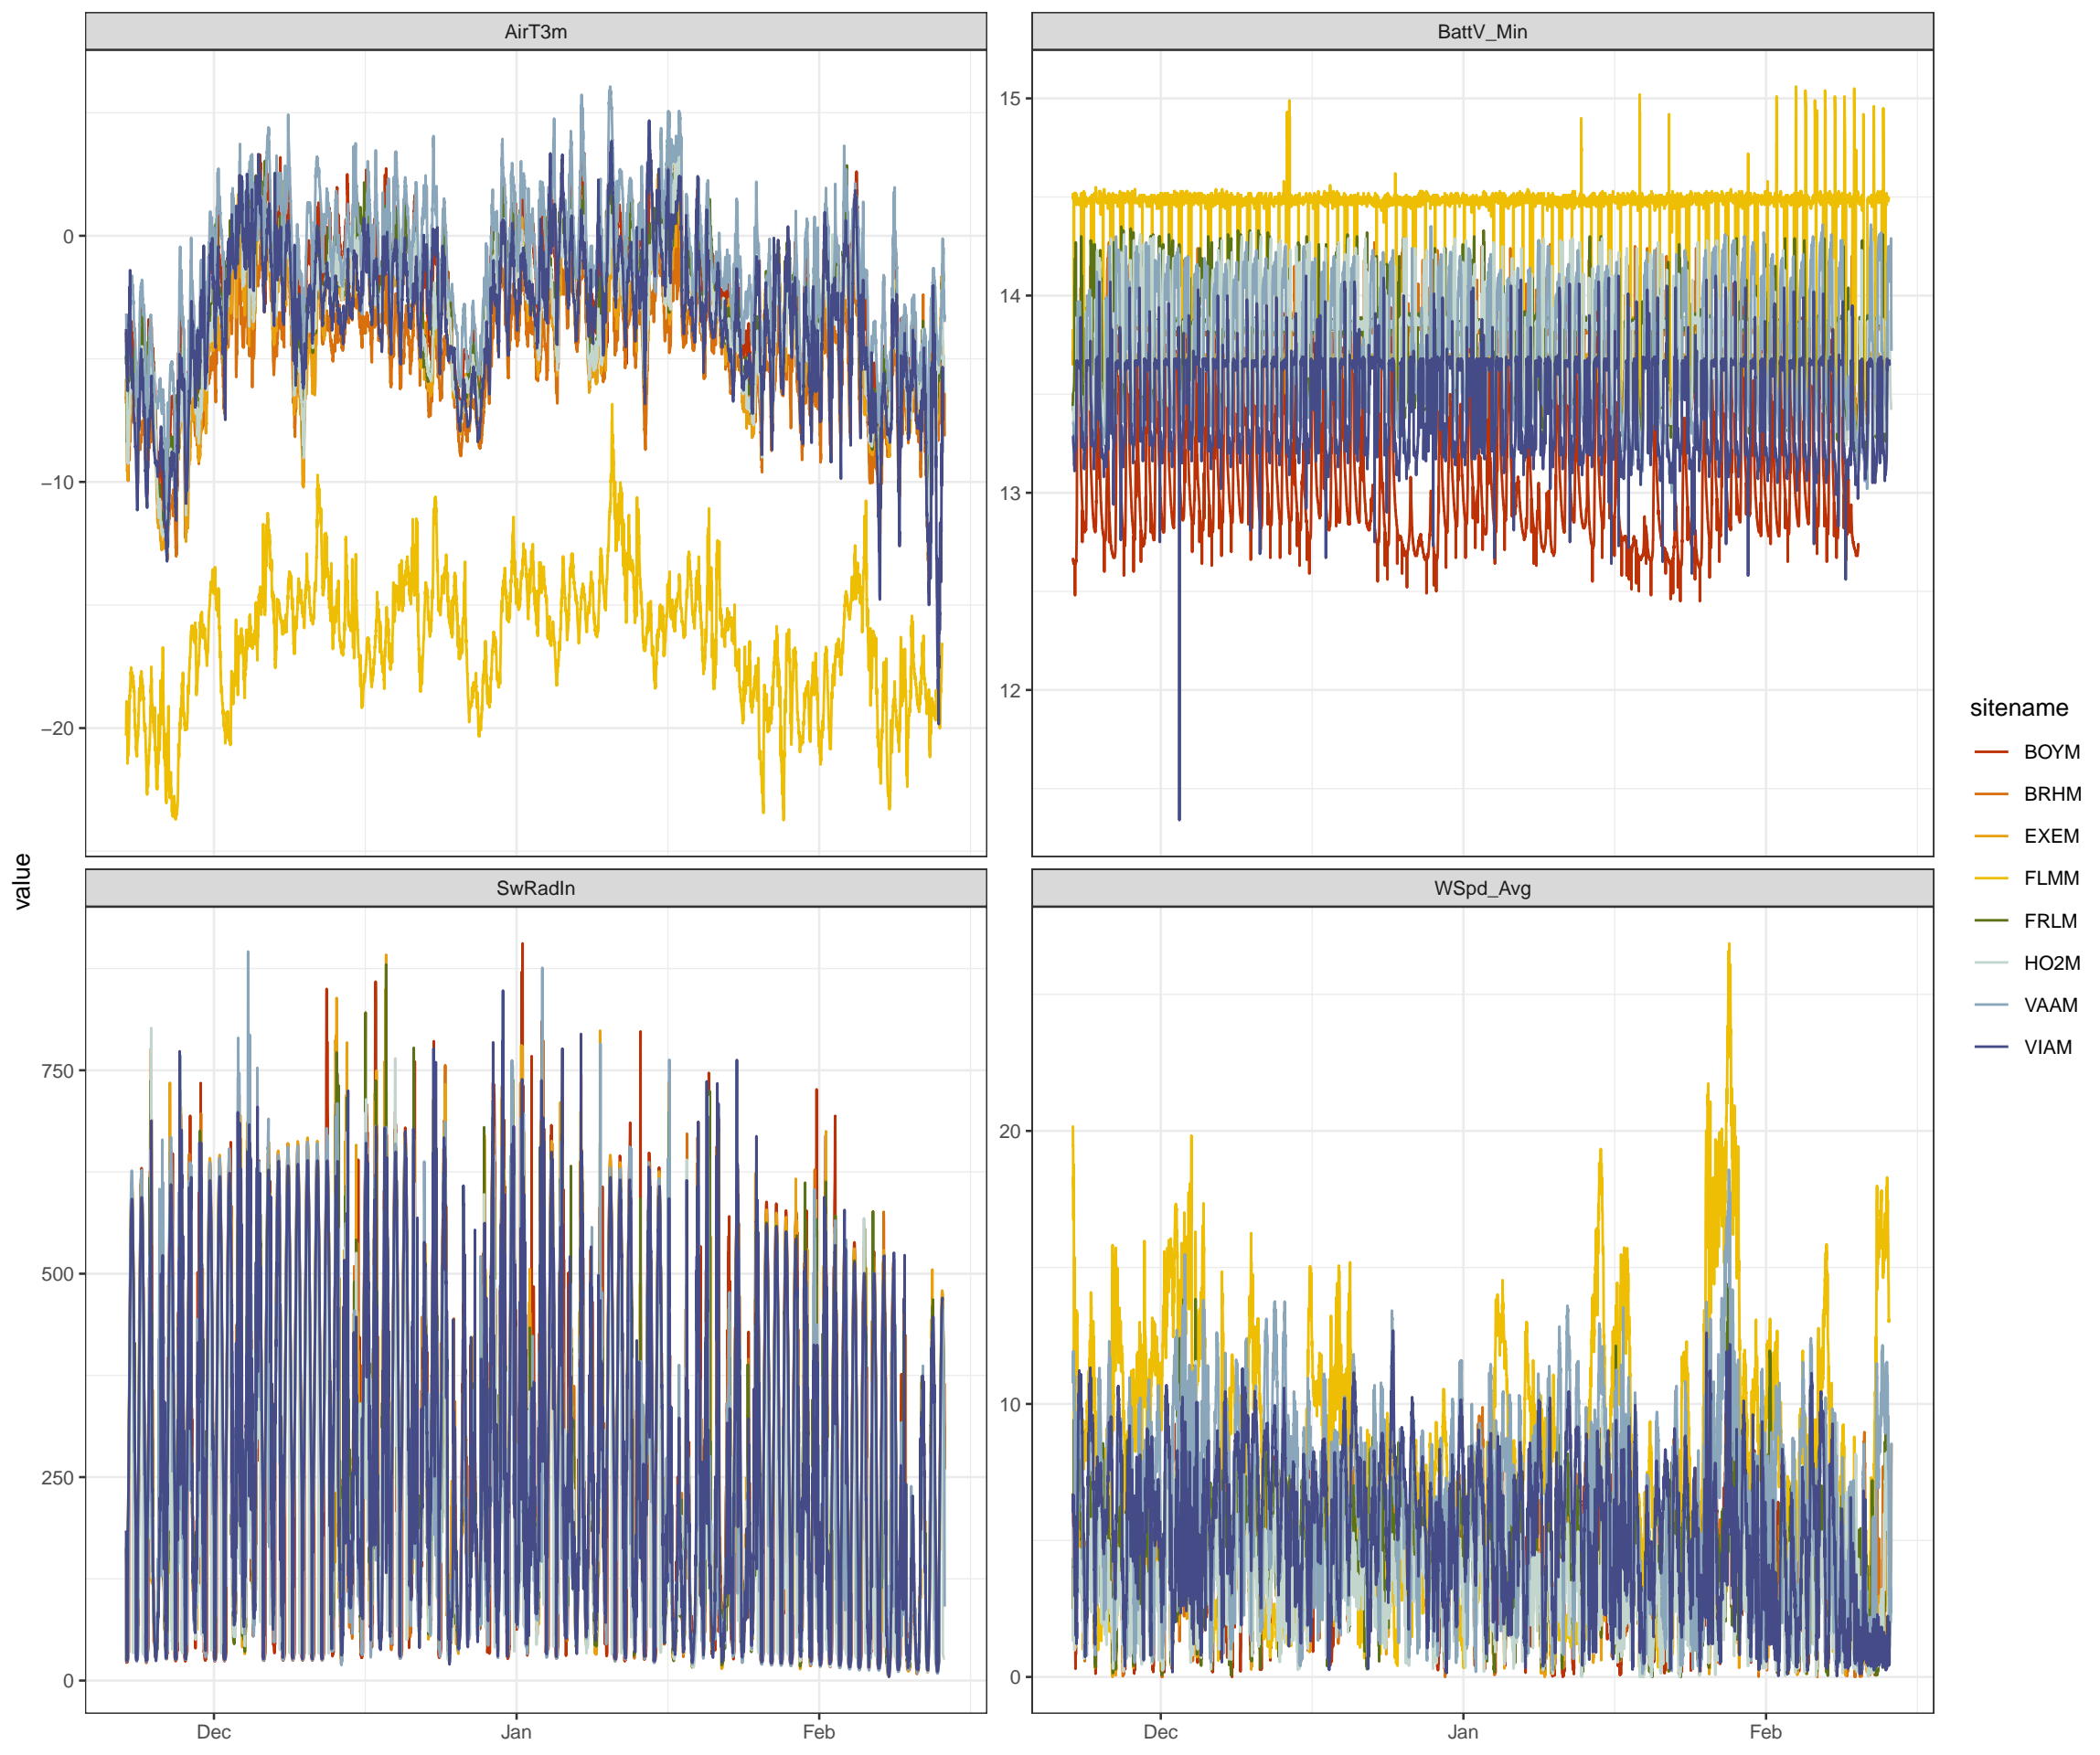 AirT3m
BattV_Min
0
−10
−20
15
14
13
12
SwRadIn
WSpd_Avg
750
500
250
0
20
10
0
Dec
Jan
Feb
Dec
Jan
Feb
value
sitename
BOYM
BRHM
EXEM
FLMM
FRLM
HO2M
VAAM
VIAM